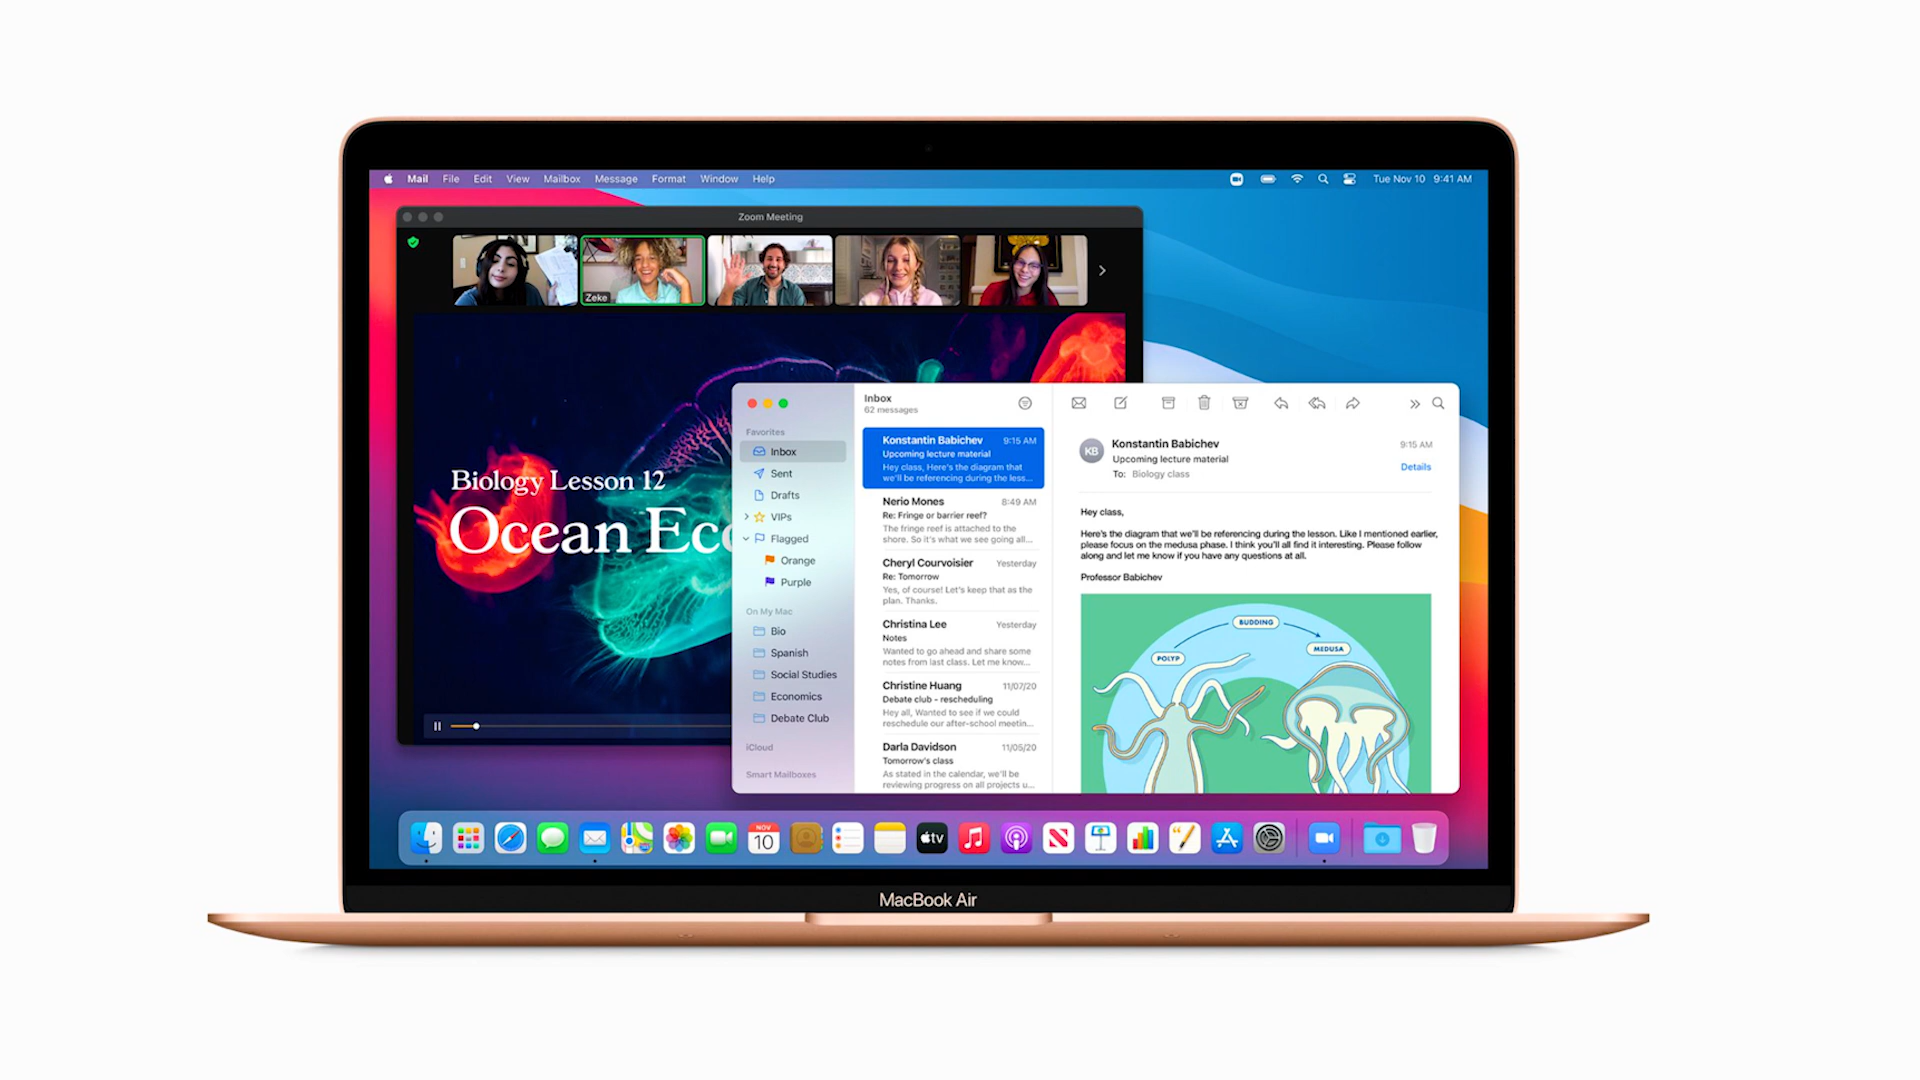 Mail File Edit View Mailbox Message Format Window Help
Tue Nov 10 9:41 AM
Zoom Meeting
Zeke
Biology Lesson 12
Ocean Eco
Favorites
Inbox
Sent
Drafts
VIPs
Flagged
Orange
Purple
On My Mac
Bio
Spanish
Social Studies
Economics
Debate Club
iCloud
Smart Mailboxes
Inbox
62 messages
Konstantin Babichev 9:15 AM
Upcoming lecture material
Hey class, Here's the diagram that
we'll be referencing during the less...
Nerio Mones 8:49 AM
Re: Fringe or barrier reef?
The fringe reef is attached to the
shore. So it's what we see going all...
Cheryl Courvoisier Yesterday
Re: Tomorrow
Yes, of course! Let's keep that as the
plan. Thanks.
Christina Lee Yesterday
Notes
Wanted to go ahead and share some
notes from last class. Let me know...
Christine Huang 11/07/20
Debate club - rescheduling
Hey all, Wanted to see if we could
reschedule our after-school meetin...
Darla Davidson 11/05/20
Tomorrow's class
As stated in the calendar, we'll be
reviewing progress on all projects u...
KB
Konstantin Babichev 9:15 AM
Upcoming lecture material
Details
To: Biology class
Hey class,
Here's the diagram that we'll be referencing during the lesson. Like I mentioned earlier,
please focus on the medusa phase. I think you'll all find it interesting. Please follow
along and let me know if you have any questions at all.
Professor Babichev
BUDDING
POLYP
MEDUSA
NOV
10
tv
MacBook Air